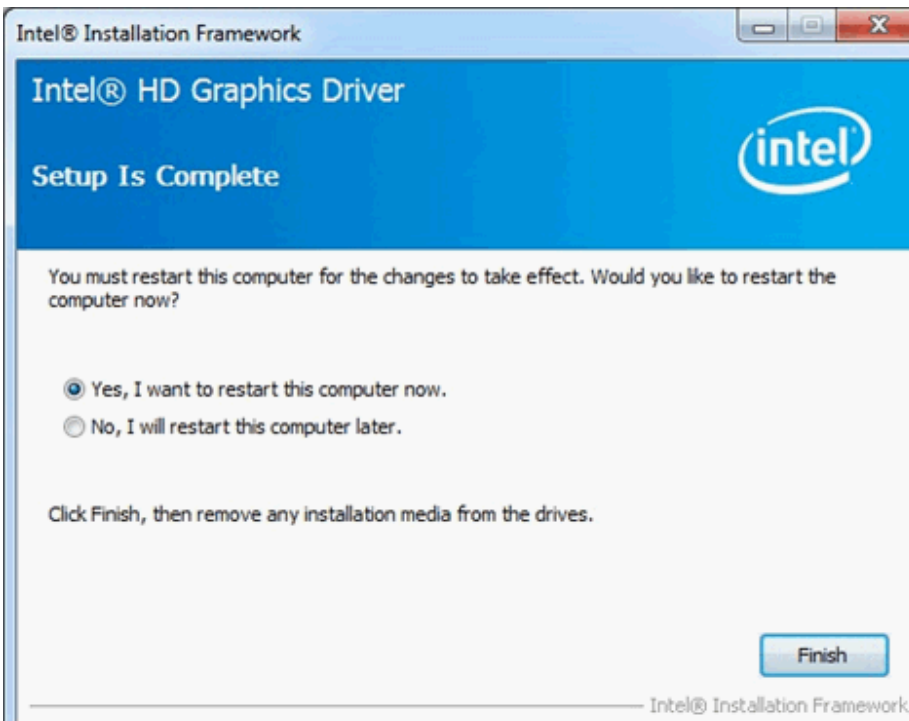 Intel® Installation Framework
Intel® HD Graphics Driver
intel
Setup Is Complete
You must restart this computer for the changes to take effect. Would you like to restart the
computer now?
Yes, I want to restart this computer now.
No, I will restart this computer later.
Click Finish, then remove any installation media from the drives.
Finish
Intel® Installation Framework